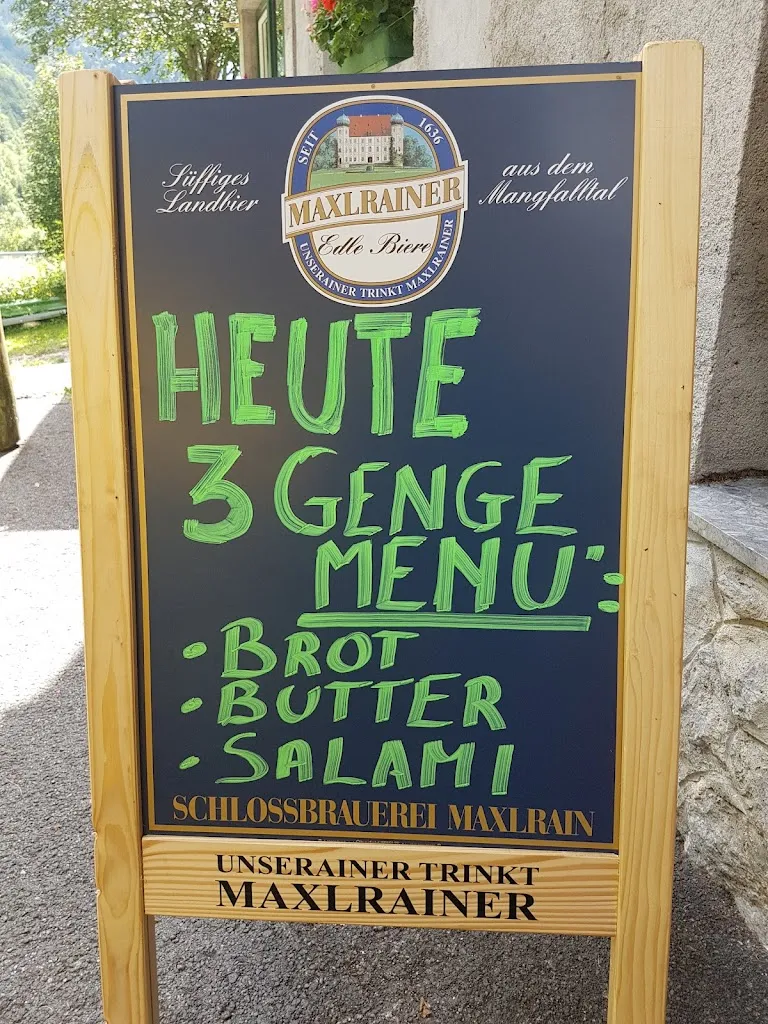 Süffiges
Landbier
SEIT 1636
MAXLRAINER
Edle Biere
UNSERAINER TRINKT MAXLRAINER
aus dem
Mangfalltal
HEUTE
3 GENGE
MENÜ:
• BROT
• BUTTER
• SALAMI
SCHLOSSBRAUEREI MAXLRAIN
UNSERAINER TRINKT
MAXLRAINER